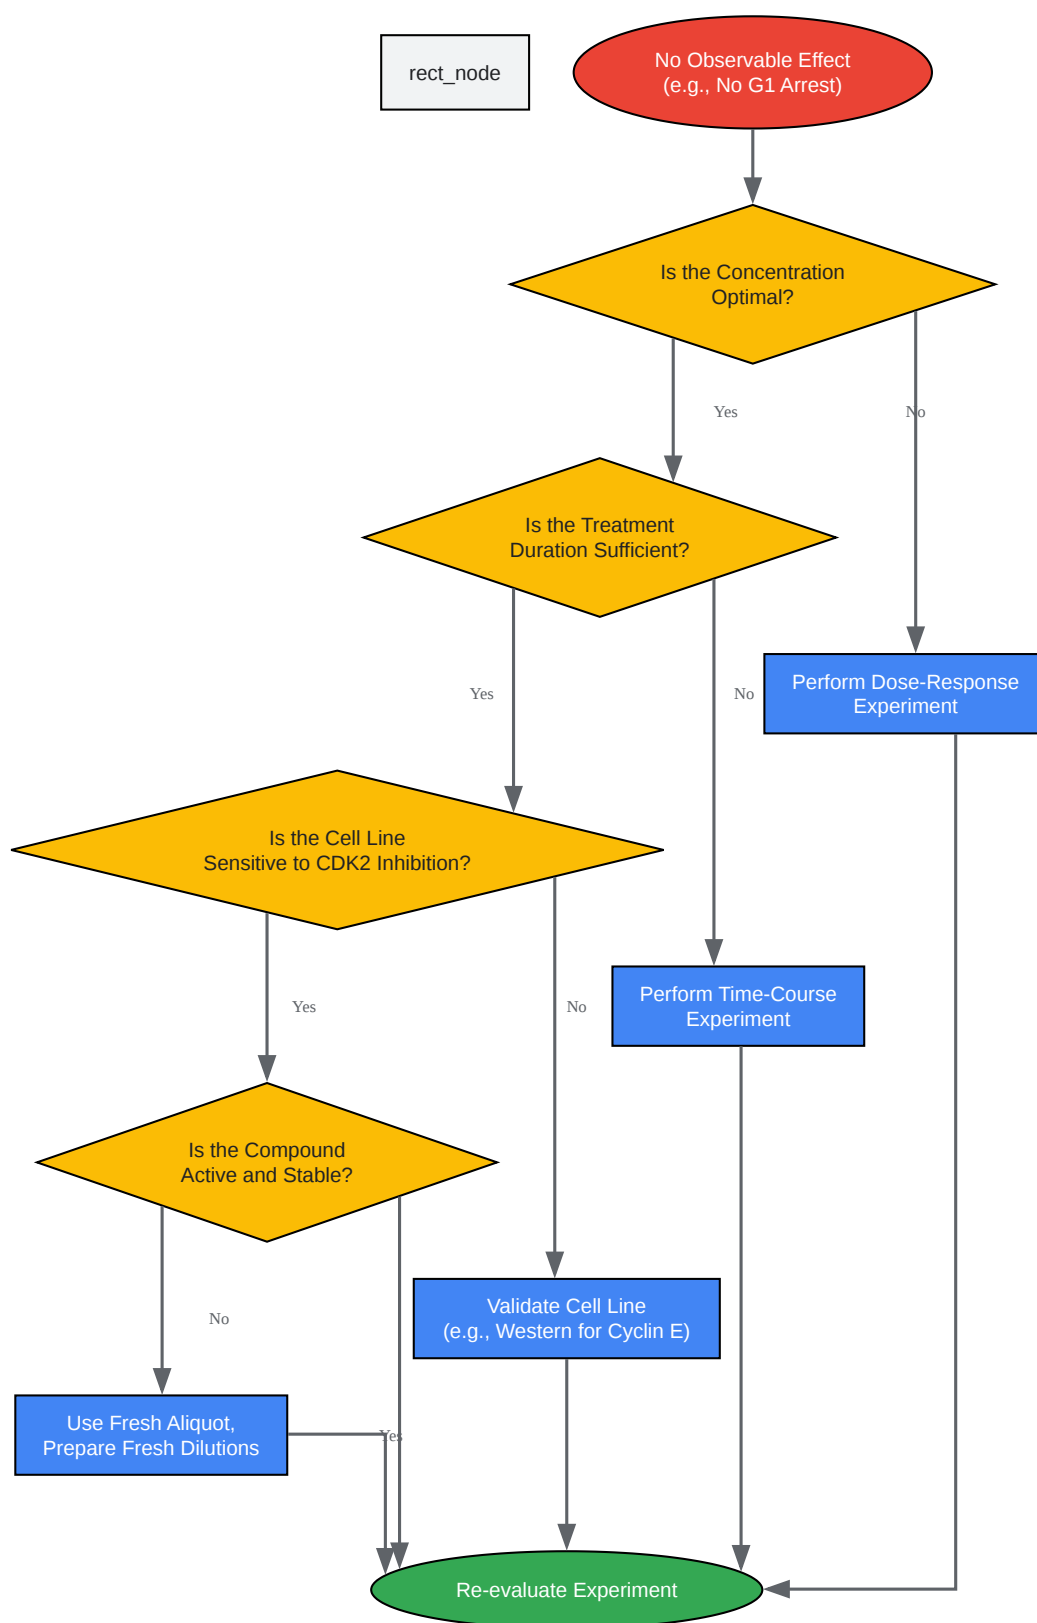 rect_node
No Observable Effect
(e.g., No G1 Arrest)
Is the Concentration
Optimal?
Yes
No
Is the Treatment
Duration Sufficient?
Perform Dose-Response
Experiment
Yes
No
Is the Cell Line
Sensitive to CDK2 Inhibition?
Perform Time-Course
Experiment
Yes
No
Is the Compound
Active and Stable?
Validate Cell Line
(e.g., Western for Cyclin E)
No
Use Fresh Aliquot,
Prepare Fresh Dilutions
Yes
Re-evaluate Experiment